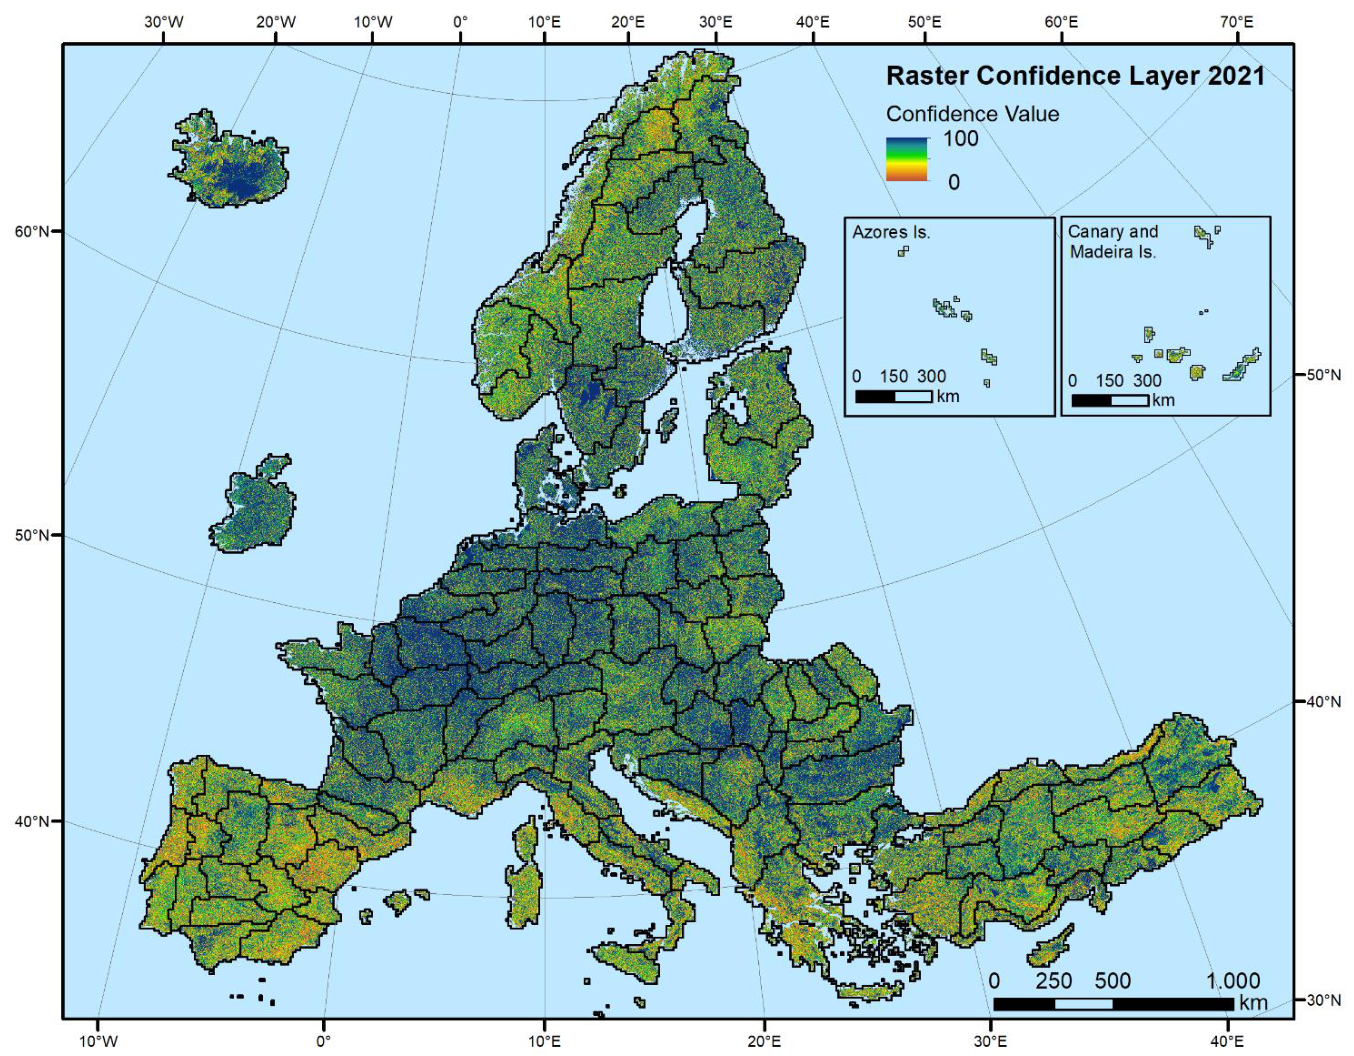 30°W 20°W 10°W 0° 10°E 20°E 30°E 40°E 50°E 60°E 70°E
Raster Confidence Layer 2021
Confidence Value
100
0
60°N
Azores Is.
Canary and
Madeira Is.
0 150 300
km
0 150 300
km
50°N
50°N
40°N
40°N
0 250 500 1.000
km
30°N
10°W 0° 10°E 20°E 30°E 40°E